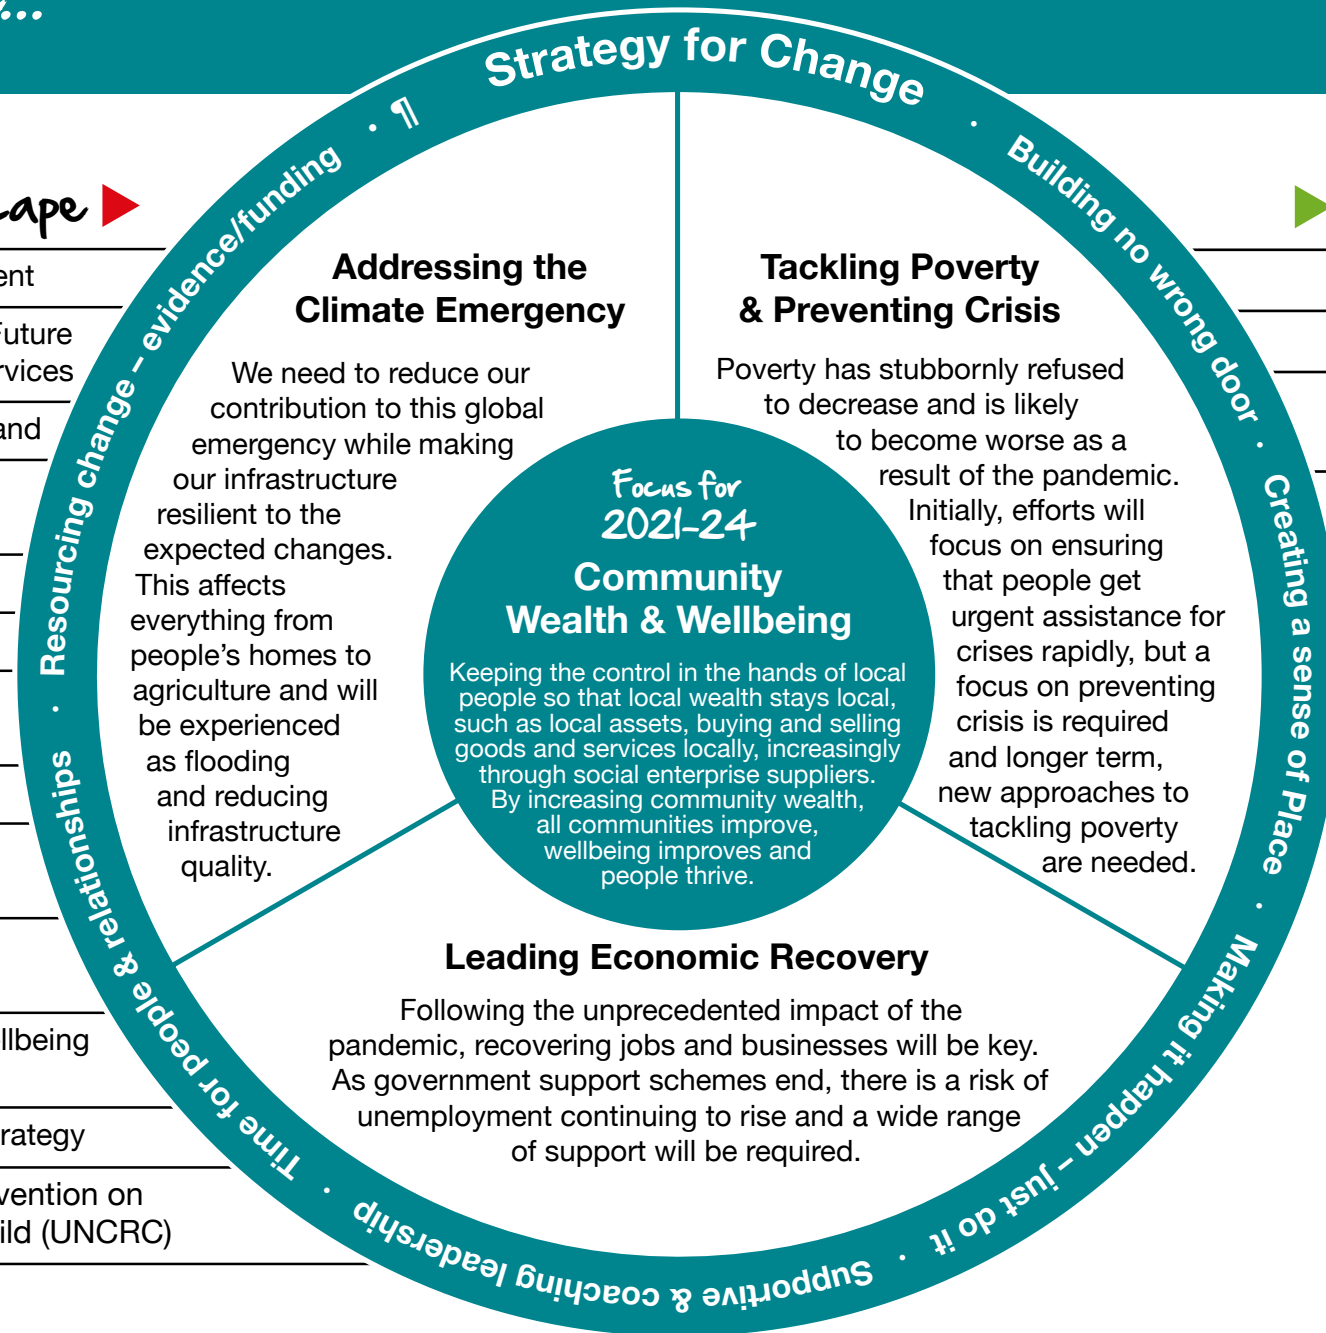 Strategy for Change
· Building no wrong door · Creating a sense of Place · Making it happen – just do it · Supportive & coaching leadership · Time for people & relationships · Resourcing change – evidence/funding · ¶
ent
Future
rvices
and
llbeing
rategy
vention on
ild (UNCRC)
Addressing the
Climate Emergency
We need to reduce our
contribution to this global
emergency while making
our infrastructure
resilient to the
expected changes.
This affects
everything from
people’s homes to
agriculture and will
be experienced
as flooding
and reducing
infrastructure
quality.
Tackling Poverty
& Preventing Crisis
Poverty has stubbornly refused
to decrease and is likely
to become worse as a
result of the pandemic.
Initially, efforts will
focus on ensuring
that people get
urgent assistance for
crises rapidly, but a
focus on preventing
crisis is required
and longer term,
new approaches to
tackling poverty
are needed.
Focus for
2021-24
Community
Wealth & Wellbeing
Keeping the control in the hands of local
people so that local wealth stays local,
such as local assets, buying and selling
goods and services locally, increasingly
through social enterprise suppliers.
By increasing community wealth,
all communities improve,
wellbeing improves and
people thrive.
Leading Economic Recovery
Following the unprecedented impact of the
pandemic, recovering jobs and businesses will be key.
As government support schemes end, there is a risk of
unemployment continuing to rise and a wide range
of support will be required.